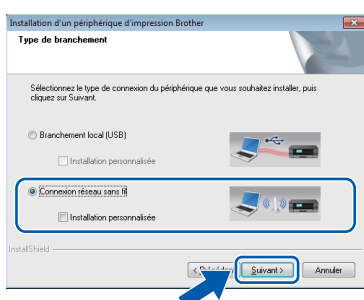 Installation d'un périphérique d'impression Brother
Type de branchement
Sélectionnez le type de connexion du périphérique que vous souhaitez installer, puis
cliquez sur Suivant.
Branchement local (USB)
Installation personnalisée
Connexion réseau sans fil
Installation personnalisée
InstallShield
Suivant > Annuler